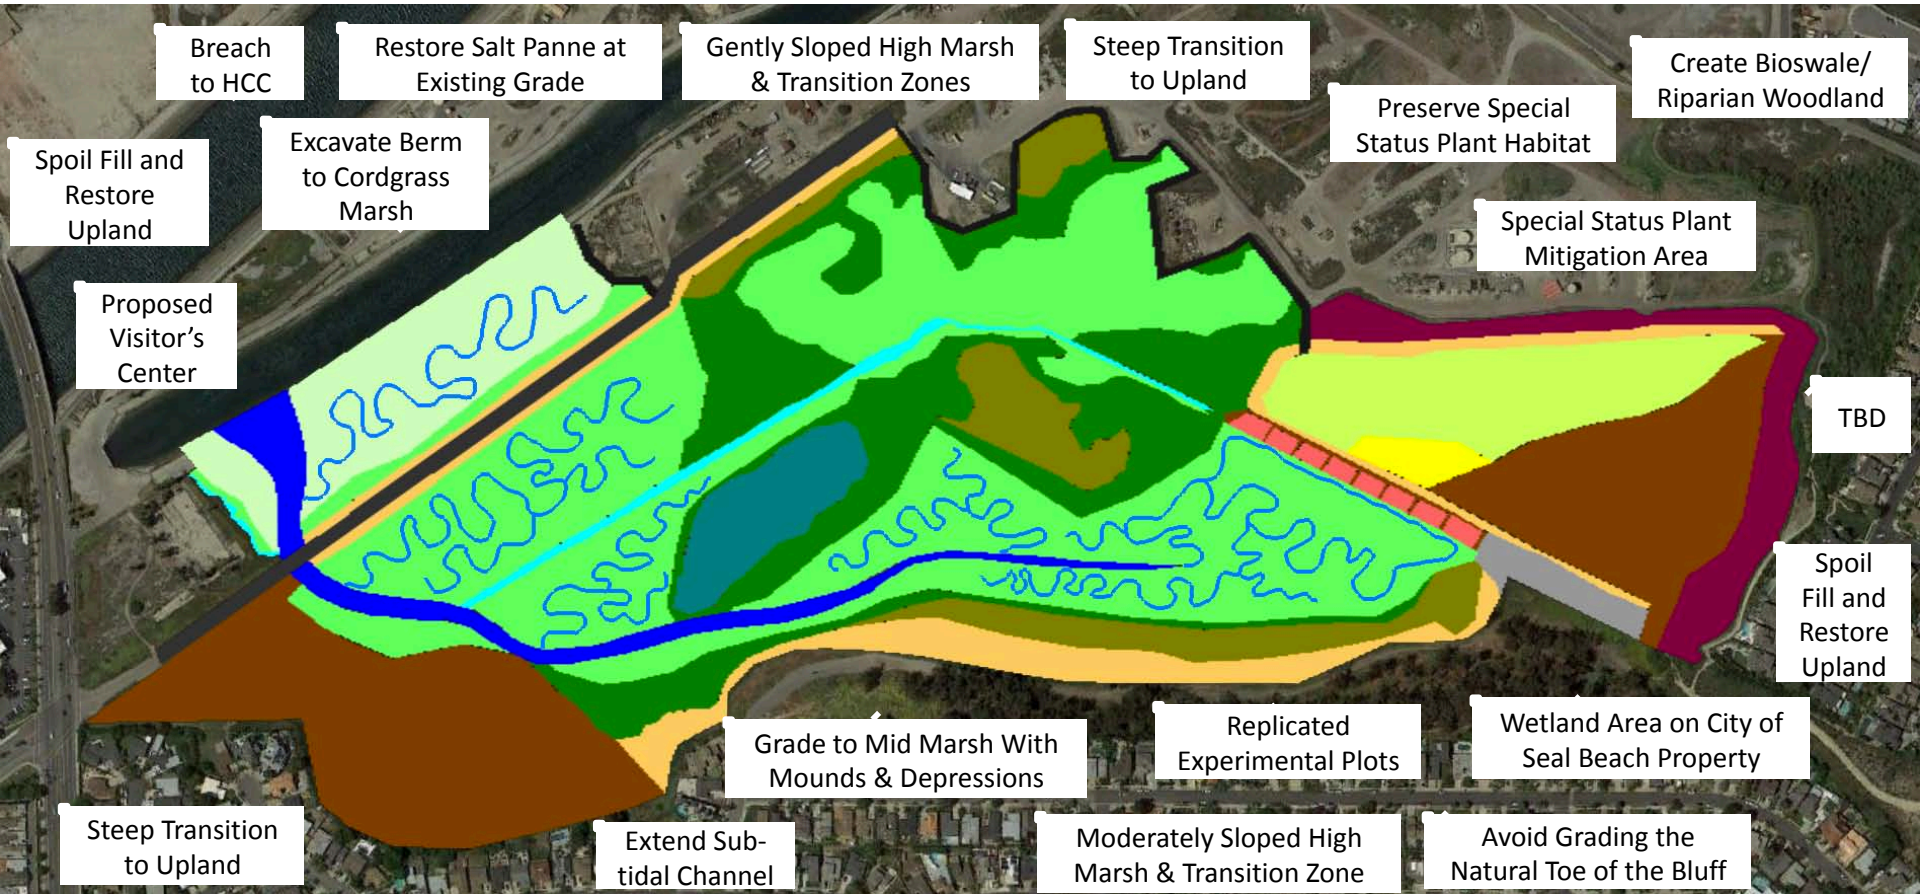 Breach
to HCC
Restore Salt Panne at
Existing Grade
Gently Sloped High Marsh
& Transition Zones
Steep Transition
to Upland
Create Bioswale/
Riparian Woodland
Preserve Special
Status Plant Habitat
Spoil Fill and
Restore
Upland
Excavate Berm
to Cordgrass
Marsh
Special Status Plant
Mitigation Area
Proposed
Visitor’s
Center
TBD
Spoil
Fill and
Restore
Upland
Grade to Mid Marsh With
Mounds & Depressions
Replicated
Experimental Plots
Wetland Area on City of
Seal Beach Property
Steep Transition
to Upland
Extend Sub-
tidal Channel
Moderately Sloped High
Marsh & Transition Zone
Avoid Grading the
Natural Toe of the Bluff